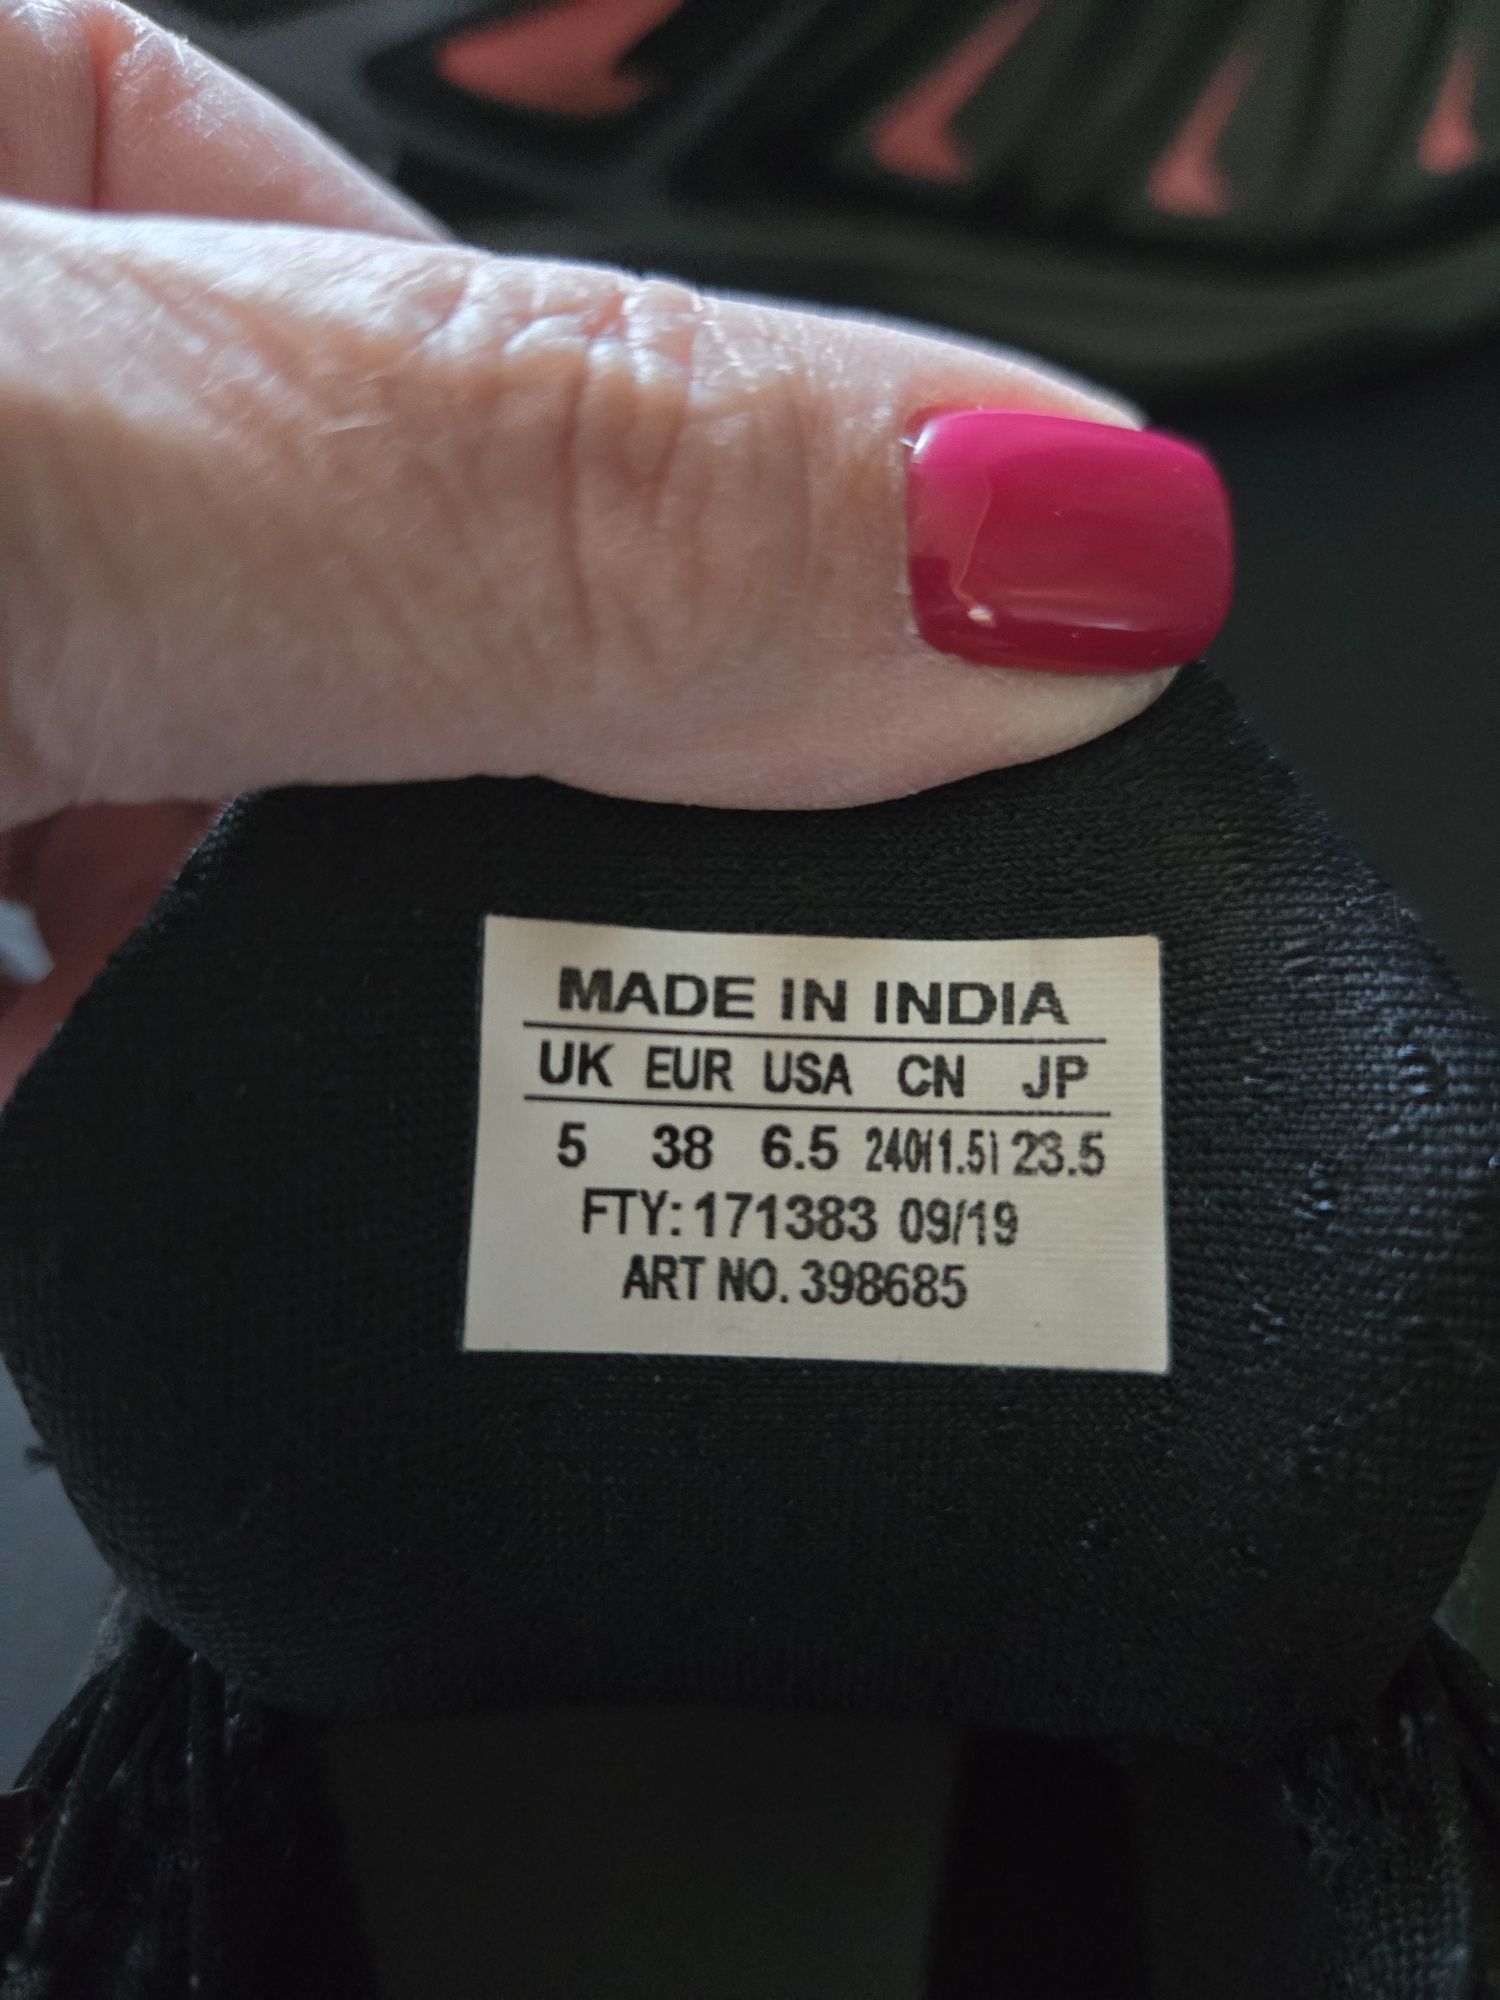 MADE IN INDIA
UK EUR USA CN JP
5 38 6.5 240(1.5) 23.5
FTY: 171383 09/19
ART NO. 398685